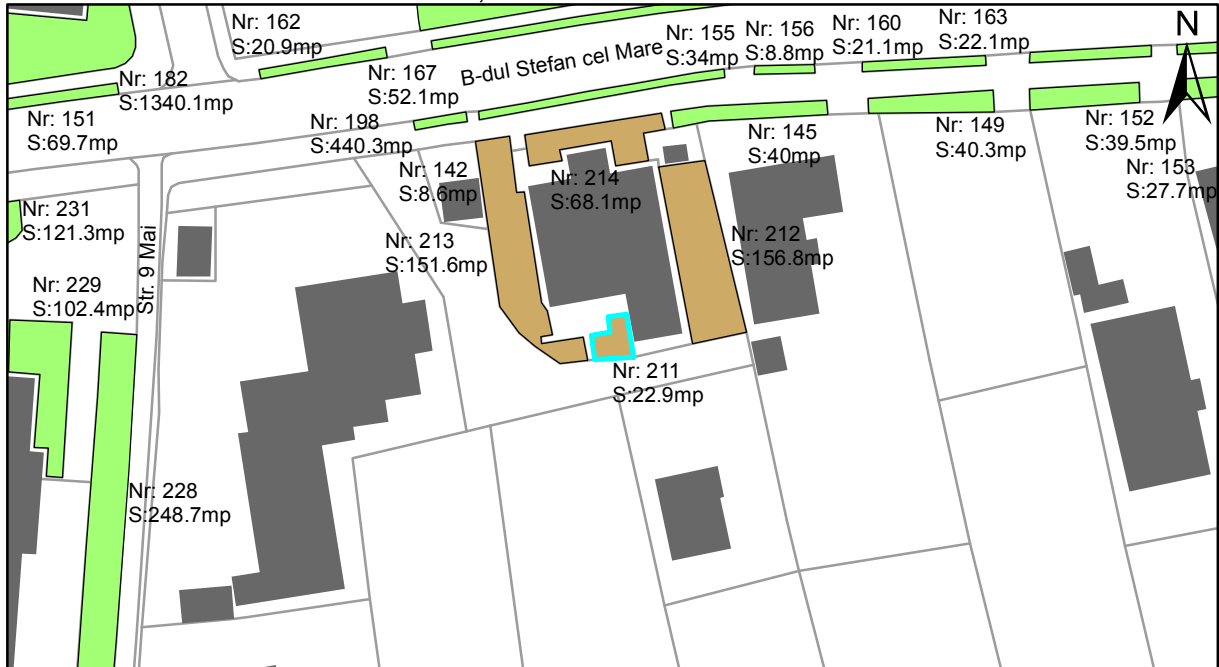 Nr: 162
S:20.9mp
Nr: 155
S:34mp
Nr: 156
S:8.8mp
Nr: 160
S:21.1mp
Nr: 163
S:22.1mp
N
B-dul Stefan cel Mare
Nr: 182
S:1340.1mp
Nr: 167
S:52.1mp
Nr: 151
S:69.7mp
Nr: 198
S:440.3mp
Nr: 145
S:40mp
Nr: 149
S:40.3mp
Nr: 152
S:39.5mp
Nr: 153
S:27.7mp
Nr: 142
S:8.6mp
Nr: 214
S:68.1mp
Nr: 231
S:121.3mp
Str. 9 Mai
Nr: 213
S:151.6mp
Nr: 212
S:156.8mp
Nr: 229
S:102.4mp
Nr: 211
S:22.9mp
Nr: 228
S:248.7mp